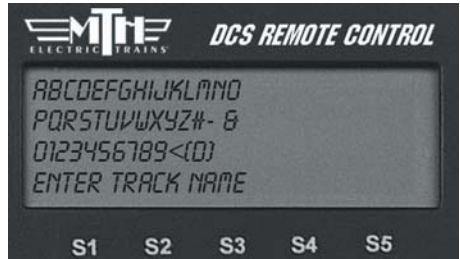 MTH
ELECTRIC TRAINS
DCS REMOTE CONTROL
ABCDEFGHIJKLMNO
PQRSTUVWXYZ#- &
0123456789<())
ENTER TRACK NAME
S1 S2 S3 S4 S5